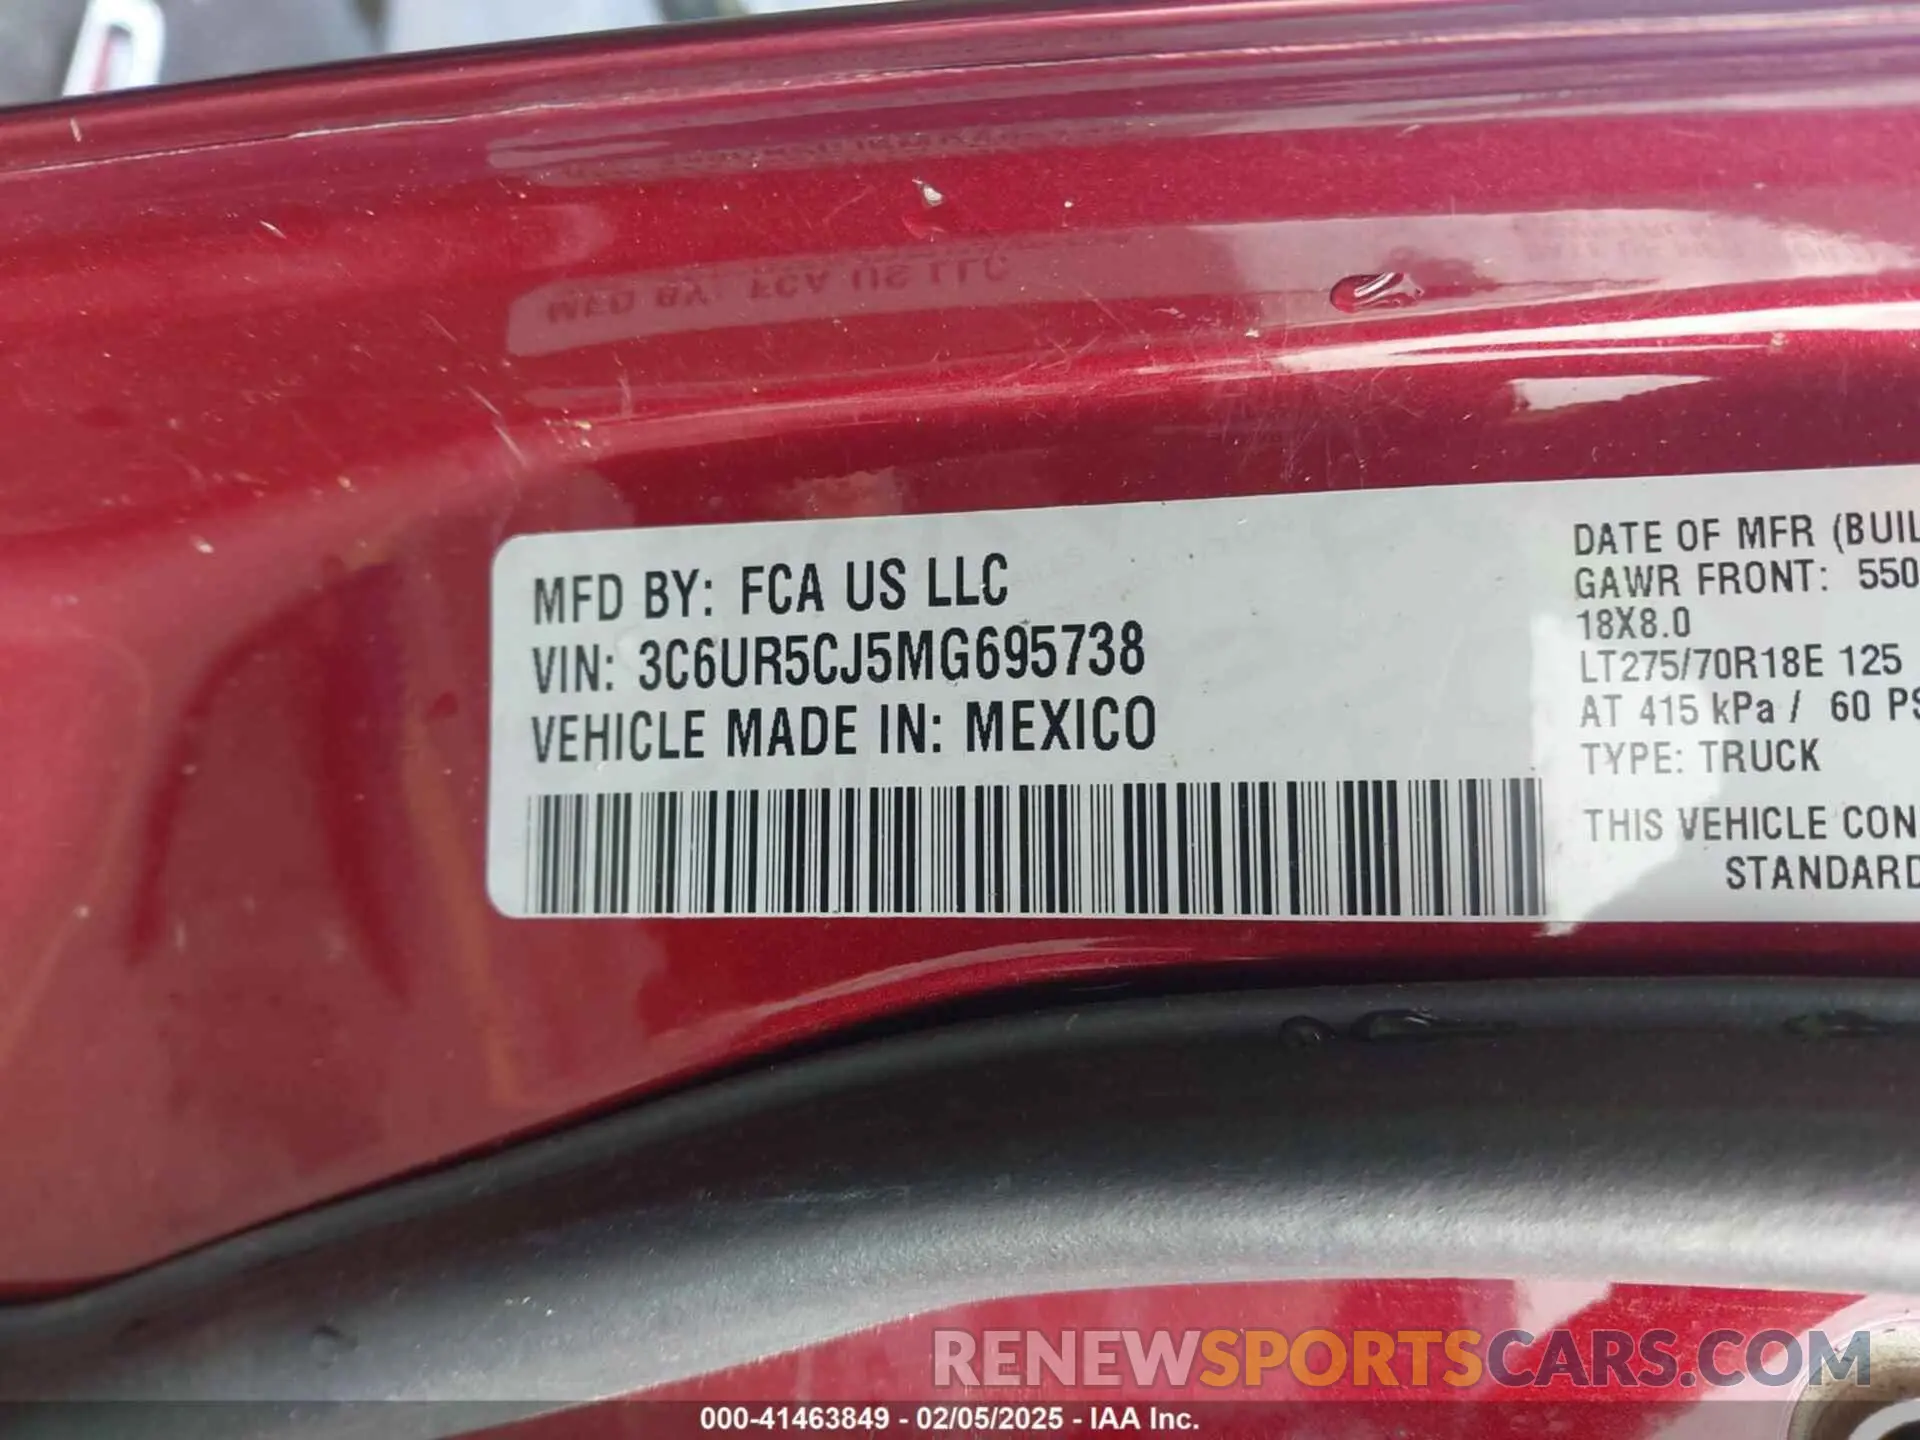 MFD BY: FCA US LLC
VIN: 3C6UR5CJ5MG695738
VEHICLE MADE IN: MEXICO
DATE OF MFR (BUIL
GAWR FRONT: 550
18X8.0
LT275/70R18E 125
AT 415 kPa / 60 PS
TYPE: TRUCK
THIS VEHICLE CON
STANDARD
RENEWSPORTSCARS.COM
000-41463849 - 02/05/2025 - IAA Inc.